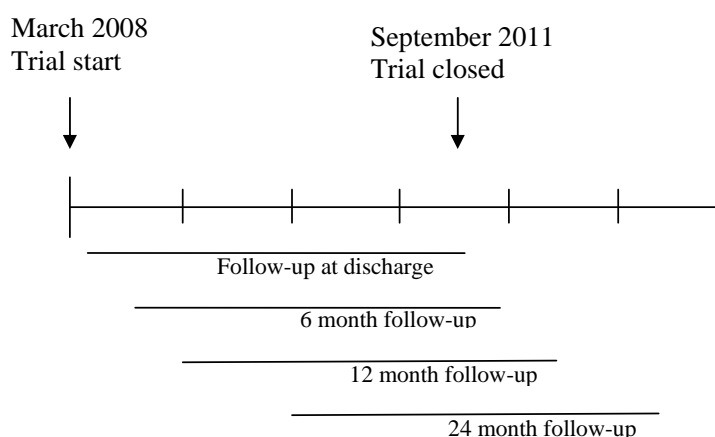 March 2008
Trial start
September 2011
Trial closed
Follow-up at discharge
6 month follow-up
12 month follow-up
24 month follow-up